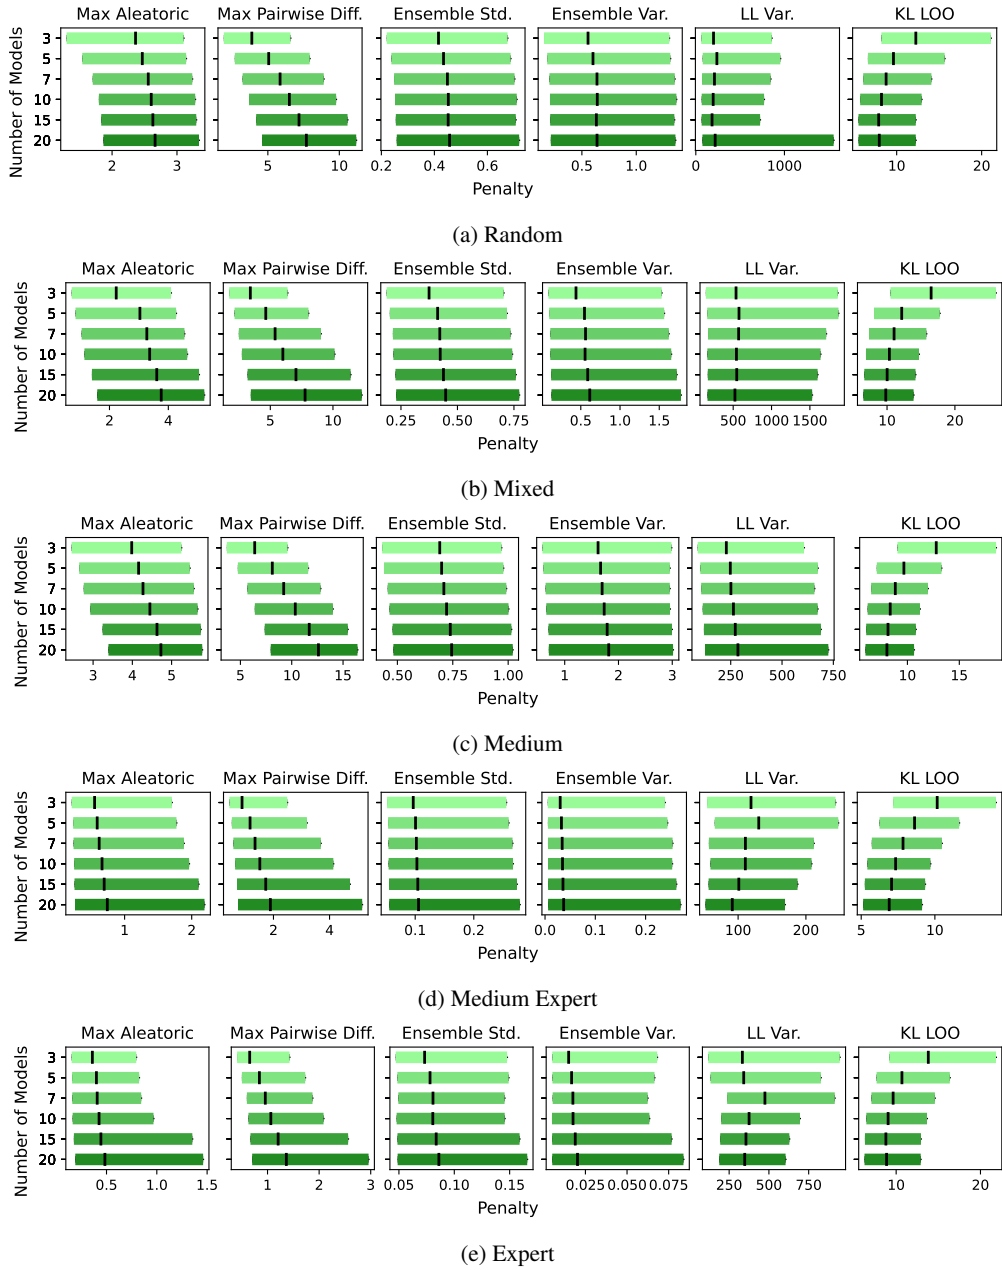 Max Aleatoric Max Pairwise Diff. Ensemble Std. Ensemble Var. LL Var. KL LOO
Number of Models
3
5
7
10
15
20
2 3 5 10 0.2 0.4 0.6 0.5 1.0 0 1000 10 20
Penalty
(a) Random
Max Aleatoric Max Pairwise Diff. Ensemble Std. Ensemble Var. LL Var. KL LOO
Number of Models
3
5
7
10
15
20
2 4 5 10 0.25 0.50 0.75 0.5 1.0 1.5 500 1000 1500 10 20
Penalty
(b) Mixed
Max Aleatoric Max Pairwise Diff. Ensemble Std. Ensemble Var. LL Var. KL LOO
Number of Models
3
5
7
10
15
20
3 4 5 5 10 15 0.50 0.75 1.00 1 2 3 250 500 750 10 15
Penalty
(c) Medium
Max Aleatoric Max Pairwise Diff. Ensemble Std. Ensemble Var. LL Var. KL LOO
Number of Models
3
5
7
10
15
20
1 2 2 4 0.1 0.2 0.0 0.1 0.2 100 200 5 10
Penalty
(d) Medium Expert
Max Aleatoric Max Pairwise Diff. Ensemble Std. Ensemble Var. LL Var. KL LOO
Number of Models
3
5
7
10
15
20
0.5 1.0 1.5 1 2 3 0.05 0.10 0.15 0.025 0.050 0.075 250 500 750 10 20
Penalty
(e) Expert